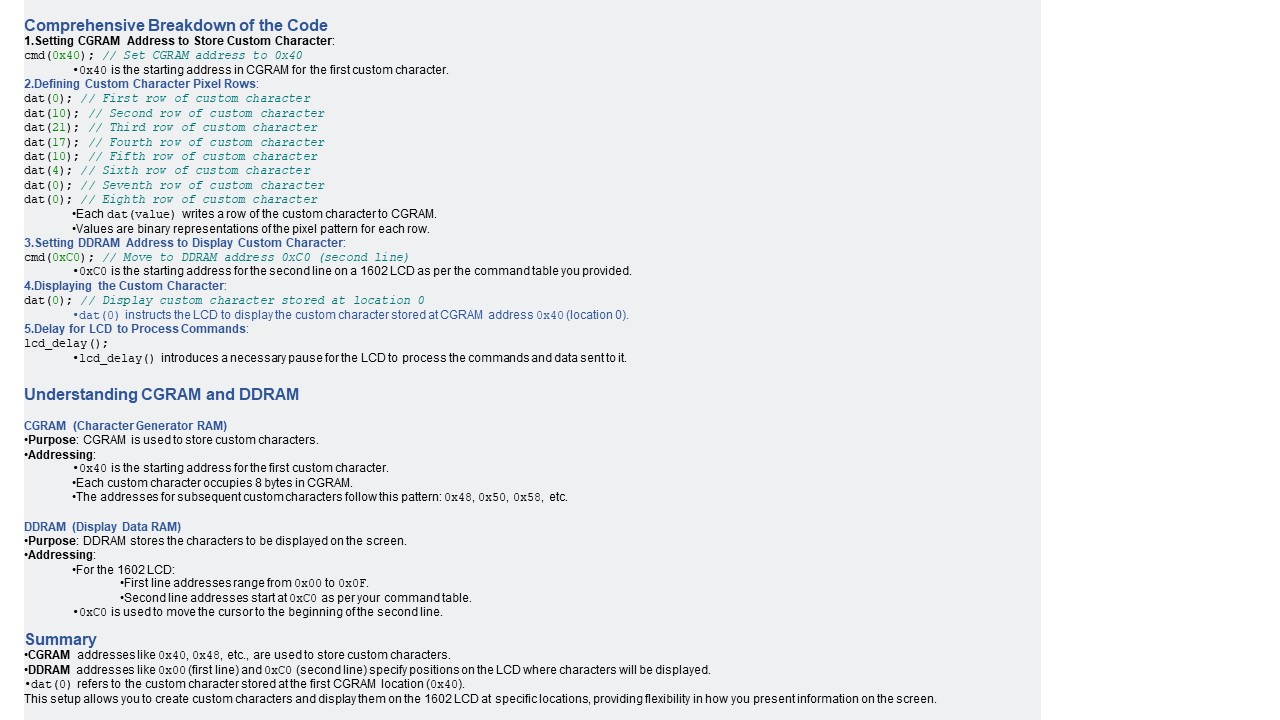 Comprehensive Breakdown of the Code
1.Setting CGRAM Address to Store Custom Character:
cmd(0x40); // Set CGRAM address to 0x40
•0x40 is the starting address in CGRAM for the first custom character.
2.Defining Custom Character Pixel Rows:
dat(0); // First row of custom character
dat(10); // Second row of custom character
dat(21); // Third row of custom character
dat(17); // Fourth row of custom character
dat(10); // Fifth row of custom character
dat(4); // Sixth row of custom character
dat(0); // Seventh row of custom character
dat(0); // Eighth row of custom character
•Each dat(value) writes a row of the custom character to CGRAM.
•Values are binary representations of the pixel pattern for each row.
3.Setting DDRAM Address to Display Custom Character:
cmd(0xC0); // Move to DDRAM address 0xC0 (second line)
•0xC0 is the starting address for the second line on a 1602 LCD as per the command table you provided.
4.Displaying the Custom Character:
dat(0); // Display custom character stored at location 0
•dat(0) instructs the LCD to display the custom character stored at CGRAM address 0x40 (location 0).
5.Delay for LCD to Process Commands:
lcd_delay();
•lcd_delay() introduces a necessary pause for the LCD to process the commands and data sent to it.
Understanding CGRAM and DDRAM
CGRAM (Character Generator RAM)
•Purpose: CGRAM is used to store custom characters.
•Addressing:
•0x40 is the starting address for the first custom character.
•Each custom character occupies 8 bytes in CGRAM.
•The addresses for subsequent custom characters follow this pattern: 0x48, 0x50, 0x58, etc.
DDRAM (Display Data RAM)
•Purpose: DDRAM stores the characters to be displayed on the screen.
•Addressing:
•For the 1602 LCD:
•First line addresses range from 0x00 to 0x0F.
•Second line addresses start at 0xC0 as per your command table.
•0xC0 is used to move the cursor to the beginning of the second line.
Summary
•CGRAM addresses like 0x40, 0x48, etc., are used to store custom characters.
•DDRAM addresses like 0x00 (first line) and 0xC0 (second line) specify positions on the LCD where characters will be displayed.
•dat(0) refers to the custom character stored at the first CGRAM location (0x40).
This setup allows you to create custom characters and display them on the 1602 LCD at specific locations, providing flexibility in how you present information on the screen.